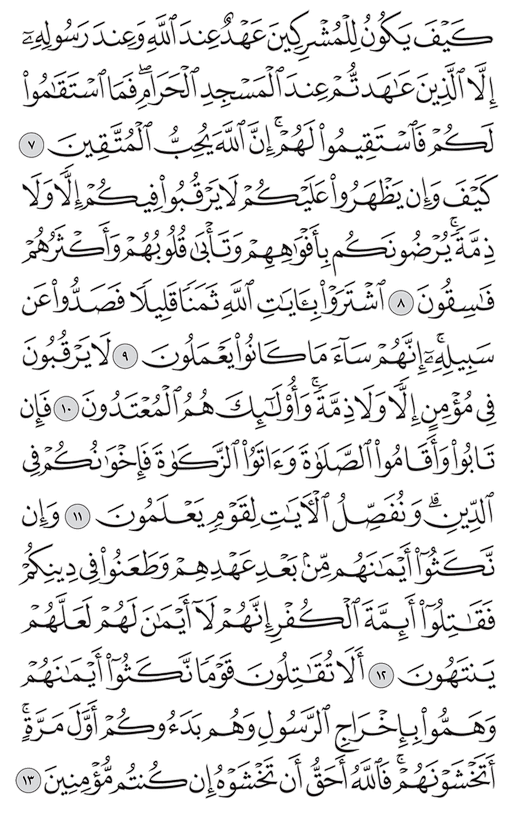 كَيْفَ يَكُونُ لِلْمُشْرِكِينَ عَهْدٌ عِندَ ٱللَّهِ وَعِندَ رَسُولِهِۦٓ
إِلَّا ٱلَّذِينَ عَٰهَدتُّمْ عِندَ ٱلْمَسْجِدِ ٱلْحَرَامِ ۖ فَمَا ٱسْتَقَٰمُوا۟
لَكُمْ فَٱسْتَقِيمُوا۟ لَهُمْ ۚ إِنَّ ٱللَّهَ يُحِبُّ ٱلْمُتَّقِينَ ٧
كَيْفَ وَإِن يَظْهَرُوا۟ عَلَيْكُمْ لَا يَرْقُبُوا۟ فِيكُمْ إِلًّا وَلَا
ذِمَّةً ۚ يُرْضُونَكُم بِأَفْوَٰهِهِمْ وَتَأْبَىٰ قُلُوبُهُمْ وَأَكْثَرُهُمْ
فَٰسِقُونَ ٨ ٱشْتَرَوْا۟ بِـَٔايَٰتِ ٱللَّهِ ثَمَنًا قَلِيلًا فَصَدُّوا۟ عَن
سَبِيلِهِۦٓ ۚ إِنَّهُمْ سَآءَ مَا كَانُوا۟ يَعْمَلُونَ ٩ لَا يَرْقُبُونَ
فِى مُؤْمِنٍ إِلًّا وَلَا ذِمَّةً ۚ وَأُو۟لَٰٓئِكَ هُمُ ٱلْمُعْتَدُونَ ١٠ فَإِن
تَابُوا۟ وَأَقَامُوا۟ ٱلصَّلَوٰةَ وَءَاتَوُا۟ ٱلزَّكَوٰةَ فَإِخْوَٰنُكُمْ فِى
ٱلدِّينِ ۗ وَنُفَصِّلُ ٱلْـَٔايَٰتِ لِقَوْمٍ يَعْلَمُونَ ١١ وَإِن
نَّكَثُوٓا۟ أَيْمَٰنَهُم مِّنۢ بَعْدِ عَهْدِهِمْ وَطَعَنُوا۟ فِى دِينِكُمْ
فَقَٰتِلُوٓا۟ أَئِمَّةَ ٱلْكُفْرِ ۙ إِنَّهُمْ لَآ أَيْمَٰنَ لَهُمْ لَعَلَّهُمْ
يَنتَهُونَ ١٢ أَلَا تُقَٰتِلُونَ قَوْمًا نَّكَثُوٓا۟ أَيْمَٰنَهُمْ
وَهَمُّوا۟ بِإِخْرَاجِ ٱلرَّسُولِ وَهُم بَدَءُوكُمْ أَوَّلَ مَرَّةٍ ۚ
أَتَخْشَوْنَهُمْ ۚ فَٱللَّهُ أَحَقُّ أَن تَخْشَوْهُ إِن كُنتُم مُّؤْمِنِينَ ١٣